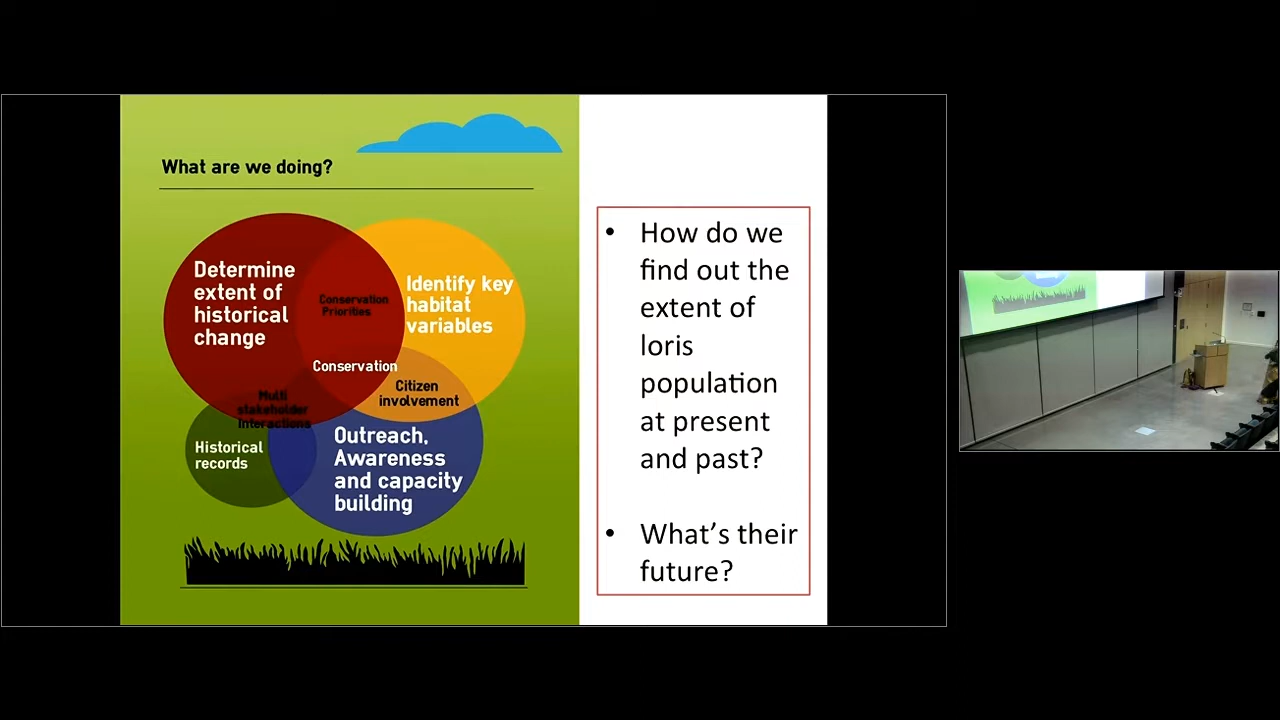 What are we doing?
Determine
extent of
historical
change
Conservation
Priorities
Identify key
habitat
variables
Conservation
Citizen
involvement
Multi
stakeholder
Interactions
Historical
records
Outreach,
Awareness
and capacity
building
• How do we
find out the
extent of
loris
population
at present
and past?
• What's their
future?